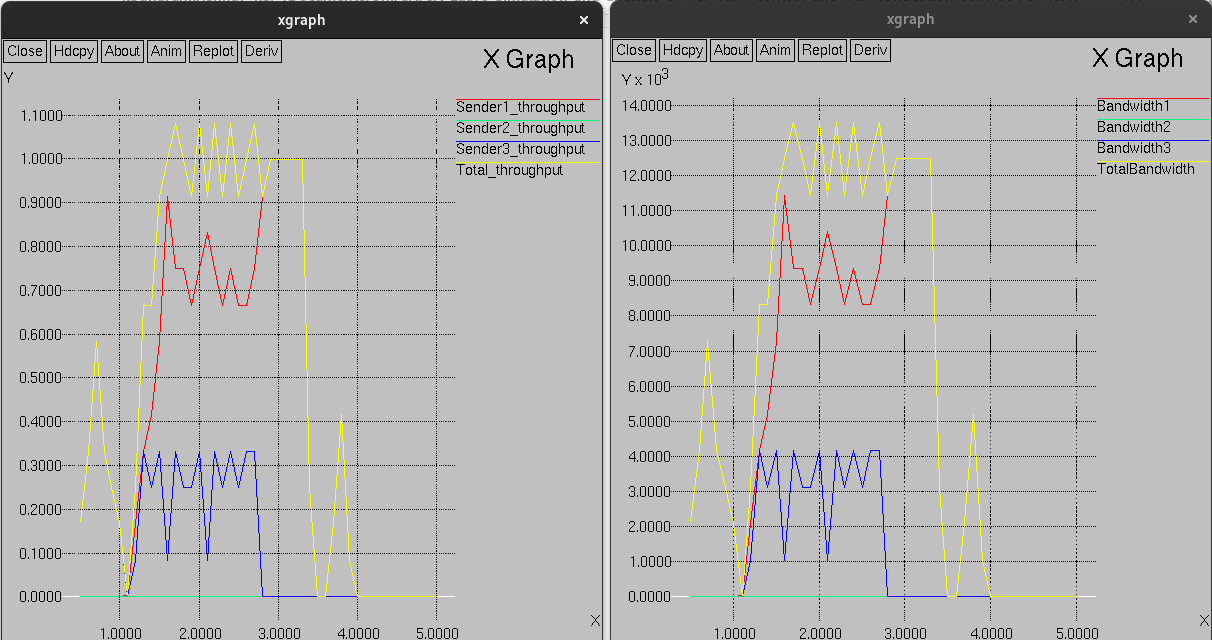 xgraph
Close Hdcpy About Anim Replot Deriv
X Graph
Y
Sender1_throughput
Sender2_throughput
Sender3_throughput
Total_throughput
1.1000
1.0000
0.9000
0.8000
0.7000
0.6000
0.5000
0.4000
0.3000
0.2000
0.1000
0.0000
X
1.0000 2.0000 3.0000 4.0000 5.0000
xgraph
Close Hdcpy About Anim Replot Deriv
X Graph
Y x 10^3
Bandwidth1
Bandwidth2
Bandwidth3
TotalBandwidth
14.0000
13.0000
12.0000
11.0000
10.0000
9.0000
8.0000
7.0000
6.0000
5.0000
4.0000
3.0000
2.0000
1.0000
0.0000
X
1.0000 2.0000 3.0000 4.0000 5.0000